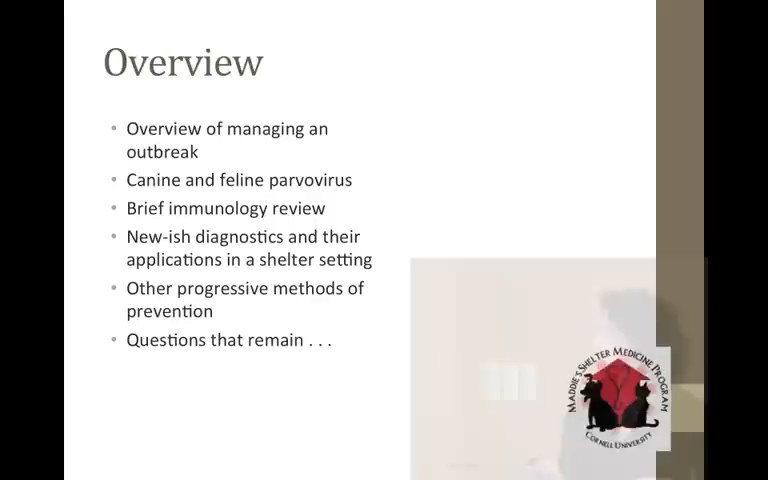 Overview
• Overview of managing an
outbreak
• Canine and feline parvovirus
• Brief immunology review
• New-ish diagnostics and their
applications in a shelter setting
• Other progressive methods of
prevention
• Questions that remain . . .
MADDIE'S SHELTER MEDICINE PROGRAM
CORNELL UNIVERSITY